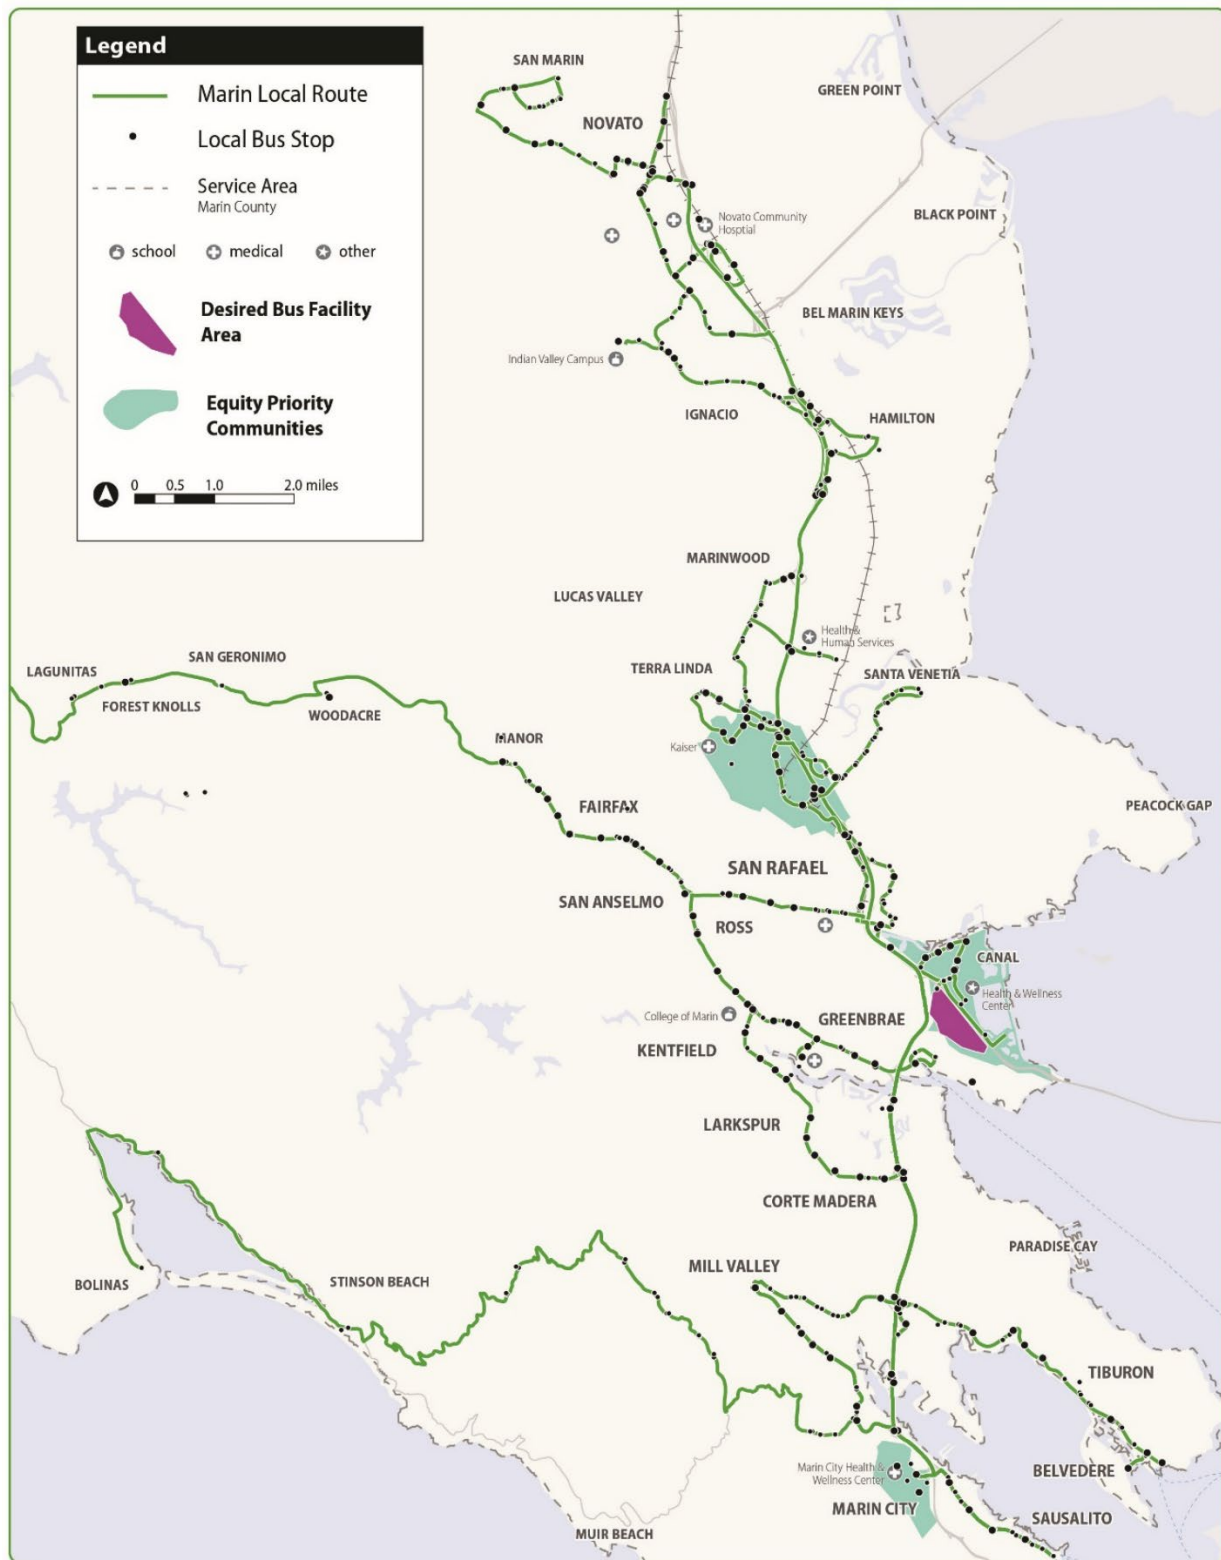 Legend
Marin Local Route
Local Bus Stop
Service Area
Marin County
school
medical
other
Desired Bus Facility
Area
Equity Priority
Communities
0 0.5 1.0 2.0 miles
SAN MARIN
GREEN POINT
NOVATO
BLACK POINT
Novato Community
Hosptial
BEL MARIN KEYS
Indian Valley Campus
IGNACIO
HAMILTON
MARINWOOD
LUCAS VALLEY
Health &
Human Services
SAN GERONIMO
LAGUNITAS
TERRA LINDA
SANTA VENETIA
FOREST KNOLLS
WOODACRE
MANOR
Kaiser
FAIRFAX
PEACOCK GAP
SAN RAFAEL
SAN ANSELMO
ROSS
CANAL
Health & Wellness
Center
College of Marin
GREENBRAE
KENTFIELD
LARKSPUR
CORTE MADERA
PARADISE CAY
MILL VALLEY
BOLINAS
STINSON BEACH
TIBURON
Marin City Health &
Wellness Center
BELVEDERE
MARIN CITY
SAUSALITO
MUIR BEACH